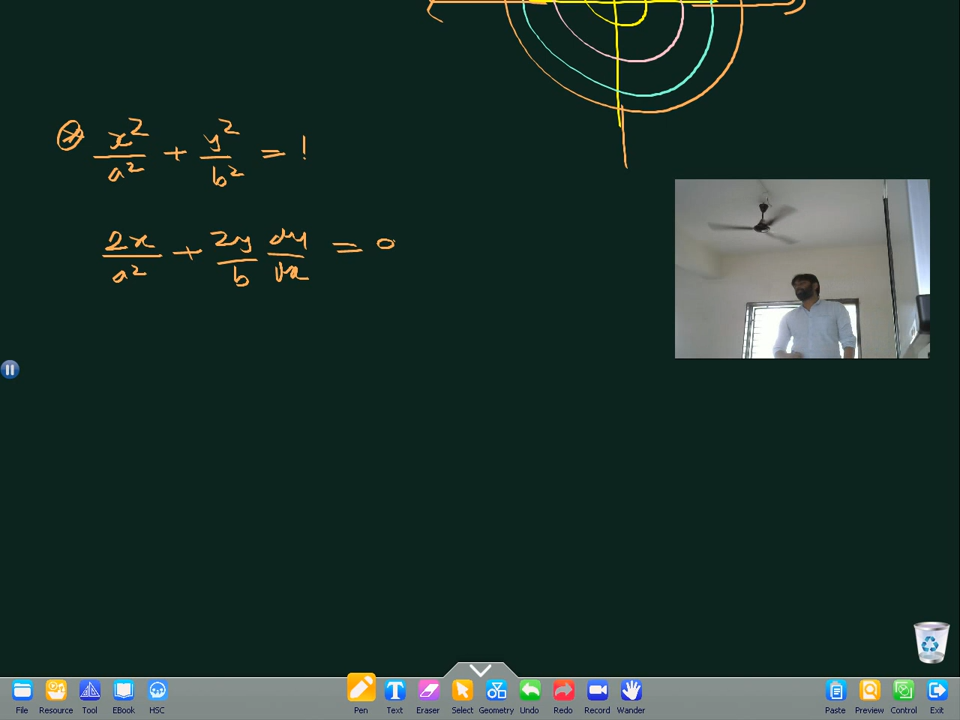 ⊛ x²/a² + y²/b² = 1
2x/a² + 2y/b dy/dx = 0
File Resource Tool EBook HSC Pen Text Eraser Select Geometry Undo Redo Record Wander Paste Preview Control Exit